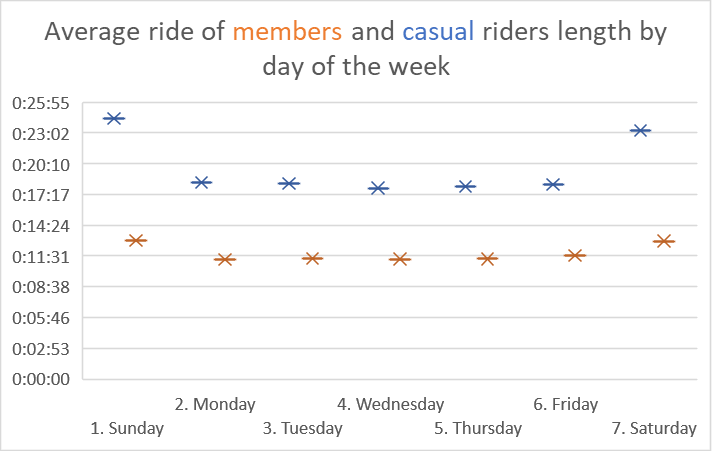 Average ride of members and casual riders length by
day of the week
0:25:55
0:23:02
0:20:10
0:17:17
0:14:24
0:11:31
0:08:38
0:05:46
0:02:53
0:00:00
1. Sunday
2. Monday
3. Tuesday
4. Wednesday
5. Thursday
6. Friday
7. Saturday